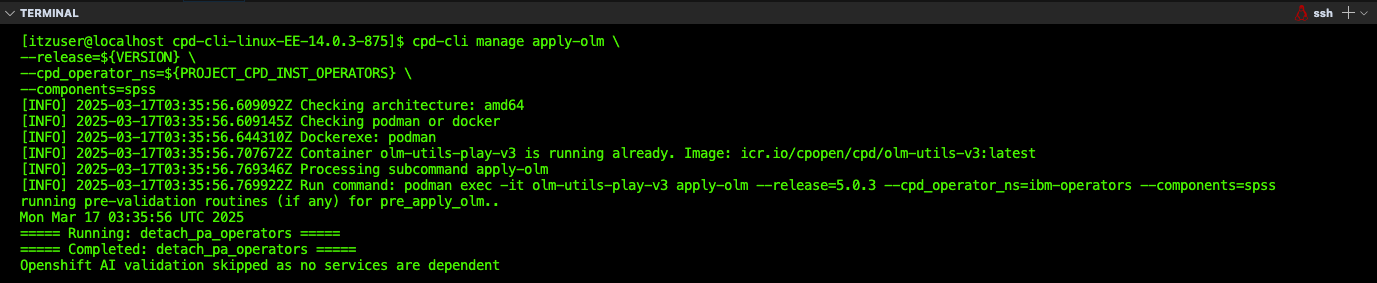 TERMINAL
ssh
[itzuser@localhost cpd-cli-linux-EE-14.0.3-875]$ cpd-cli manage apply-olm \
--release=${VERSION} \
--cpd_operator_ns=${PROJECT_CPD_INST_OPERATORS} \
--components=spss
[INFO] 2025-03-17T03:35:56.609092Z Checking architecture: amd64
[INFO] 2025-03-17T03:35:56.609145Z Checking podman or docker
[INFO] 2025-03-17T03:35:56.644310Z Dockerexe: podman
[INFO] 2025-03-17T03:35:56.707672Z Container olm-utils-play-v3 is running already. Image: icr.io/cpopen/cpd/olm-utils-v3:latest
[INFO] 2025-03-17T03:35:56.769346Z Processing subcommand apply-olm
[INFO] 2025-03-17T03:35:56.769922Z Run command: podman exec -it olm-utils-play-v3 apply-olm --release=5.0.3 --cpd_operator_ns=ibm-operators --components=spss
running pre-validation routines (if any) for pre_apply_olm..
Mon Mar 17 03:35:56 UTC 2025
===== Running: detach_pa_operators =====
===== Completed: detach_pa_operators =====
Openshift AI validation skipped as no services are dependent